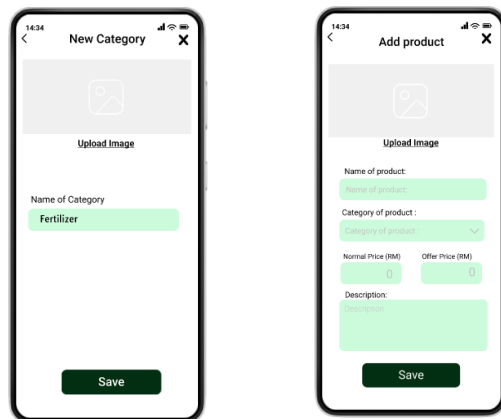 14:34
New Category
Upload Image
Name of Category
Fertilizer
Save
14:34
Add product
Upload Image
Name of product:
Name of product:
Category of product :
Category of product
Normal Price (RM) Offer Price (RM)
0 0
Description:
Description
Save